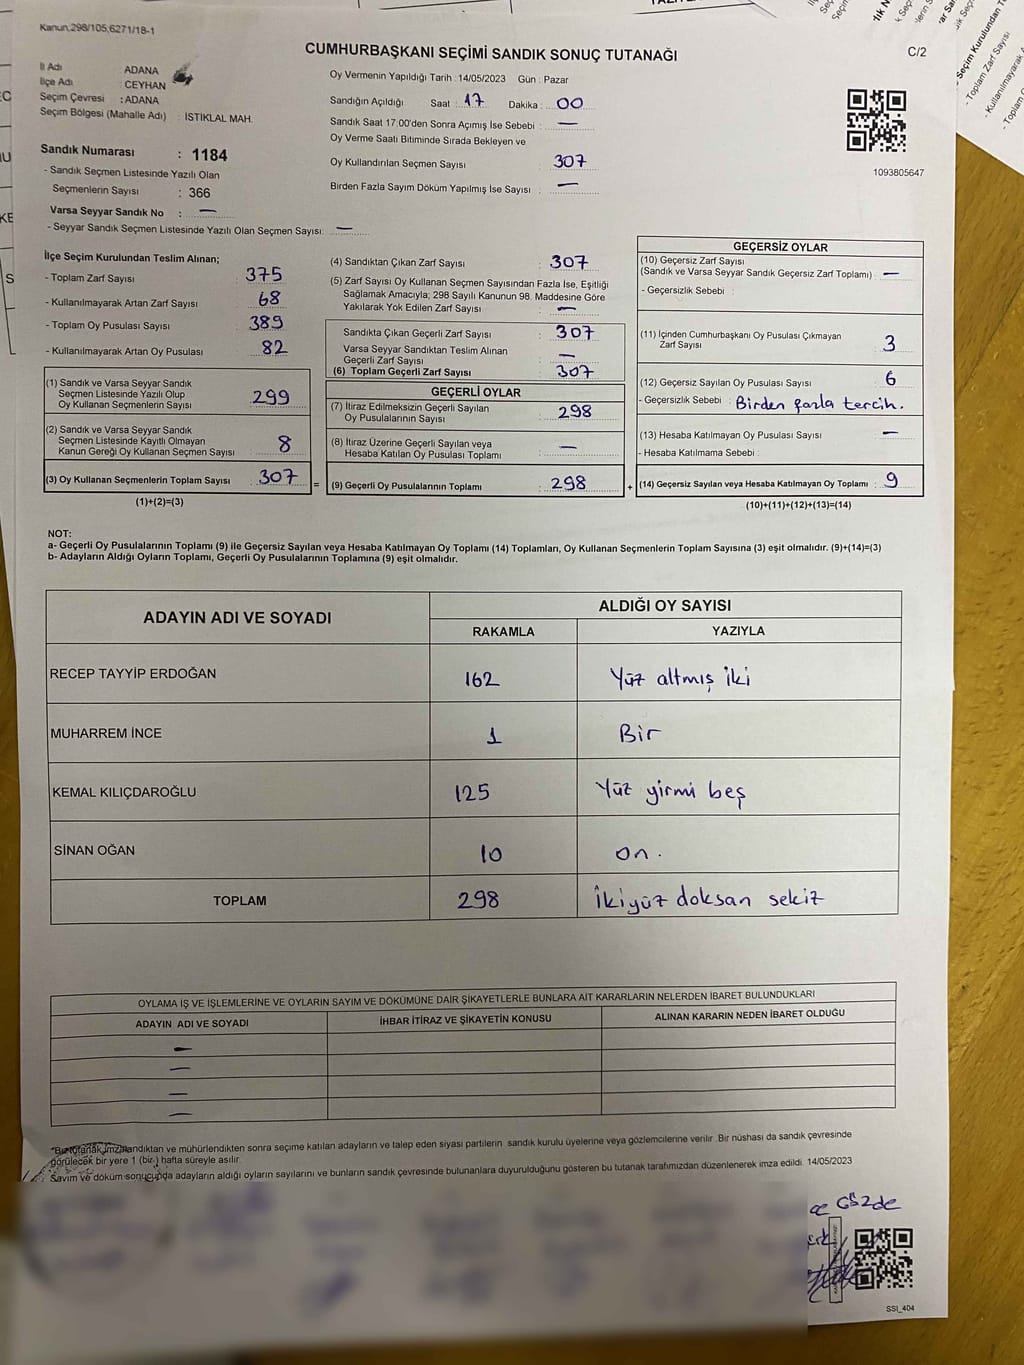 Kanun,298/105;6271/18-1
CUMHURBAŞKANI SEÇİMİ SANDIK SONUÇ TUTANAĞI
C/2
İl Adı : ADANA
İlçe Adı : CEYHAN
Seçim Çevresi : ADANA
Seçim Bölgesi (Mahalle Adı) : ISTIKLAL MAH.
Oy Vermenin Yapıldığı Tarih :14/05/2023 Gün : Pazar
Sandığın Açıldığı Saat : 17 Dakika : 00
Sandık Saat 17:00'den Sonra Açımış İse Sebebi : —
Oy Verme Saati Bitiminde Sırada Bekleyen ve
Oy Kullandırılan Seçmen Sayısı : 307
Birden Fazla Sayım Döküm Yapılmış İse Sayısı : —
1093805647
Sandık Numarası : 1184
- Sandık Seçmen Listesinde Yazılı Olan
Seçmenlerin Sayısı : 366
Varsa Seyyar Sandık No : —
- Seyyar Sandık Seçmen Listesinde Yazılı Olan Seçmen Sayısı: —
İlçe Seçim Kurulundan Teslim Alınan;
- Toplam Zarf Sayısı : 375
- Kullanılmayarak Artan Zarf Sayısı : 68
- Toplam Oy Pusulası Sayısı : 389
- Kullanılmayarak Artan Oy Pusulası : 82
(1) Sandık ve Varsa Seyyar Sandık
Seçmen Listesinde Yazılı Olup
Oy Kullanan Seçmenlerin Sayısı : 299
(2) Sandık ve Varsa Seyyar Sandık
Seçmen Listesinde Kayıtlı Olmayan
Kanun Gereği Oy Kullanan Seçmen Sayısı : 8
(3) Oy Kullanan Seçmenlerin Toplam Sayısı : 307
(1)+(2)=(3)
=
(4) Sandıktan Çıkan Zarf Sayısı : 307
(5) Zarf Sayısı Oy Kullanan Seçmen Sayısından Fazla İse, Eşitliği
Sağlamak Amacıyla; 298 Sayılı Kanunun 98. Maddesine Göre
Yakılarak Yok Edilen Zarf Sayısı : —
Sandıkta Çıkan Geçerli Zarf Sayısı : 307
Varsa Seyyar Sandıktan Teslim Alınan
Geçerli Zarf Sayısı : —
(6) Toplam Geçerli Zarf Sayısı : 307
GEÇERLİ OYLAR
(7) İtiraz Edilmeksizin Geçerli Sayılan
Oy Pusulalarının Sayısı : 298
(8) İtiraz Üzerine Geçerli Sayılan veya
Hesaba Katılan Oy Pusulası Toplamı : —
(9) Geçerli Oy Pusulalarının Toplamı : 298
+
GEÇERSİZ OYLAR
(10) Geçersiz Zarf Sayısı
(Sandık ve Varsa Seyyar Sandık Geçersiz Zarf Toplamı) : —
- Geçersizlik Sebebi :
(11) İçinden Cumhurbaşkanı Oy Pusulası Çıkmayan
Zarf Sayısı : 3
(12) Geçersiz Sayılan Oy Pusulası Sayısı : 6
- Geçersizlik Sebebi : Birden fazla tercih.
(13) Hesaba Katılmayan Oy Pusulası Sayısı : —
- Hesaba Katılmama Sebebi :
(14) Geçersiz Sayılan veya Hesaba Katılmayan Oy Toplamı : 9
(10)+(11)+(12)+(13)=(14)
NOT:
a- Geçerli Oy Pusulalarının Toplamı (9) ile Geçersiz Sayılan veya Hesaba Katılmayan Oy Toplamı (14) Toplamları, Oy Kullanan Seçmenlerin Toplam Sayısına (3) eşit olmalıdır. (9)+(14)=(3)
b- Adayların Aldığı Oyların Toplamı, Geçerli Oy Pusulalarının Toplamına (9) eşit olmalıdır.
ADAYIN ADI VE SOYADI ALDIĞI OY SAYISI
RAKAMLA YAZIYLA
RECEP TAYYİP ERDOĞAN 162 Yüz altmış iki
MUHARREM İNCE 1 Bir
KEMAL KILIÇDAROĞLU 125 Yüz yirmi beş
SİNAN OĞAN 10 on.
TOPLAM 298 İkiyüz doksan sekiz
OYLAMA İŞ VE İŞLEMLERİNE VE OYLARIN SAYIM VE DÖKÜMÜNE DAİR ŞİKAYETLERLE BUNLARA AİT KARARLARIN NELERDEN İBARET BULUNDUKLARI
ADAYIN ADI VE SOYADI İHBAR İTİRAZ VE ŞİKAYETİN KONUSU ALINAN KARARIN NEDEN İBARET OLDUĞU
—
—
—
—
*Bu tutanak imzalandıktan ve mühürlendikten sonra seçime katılan adayların ve talep eden siyasi partilerin sandık kurulu üyelerine veya gözlemcilerine verilir .Bir nüshası da sandık çevresinde
görülecek bir yere 1 (bir) hafta süreyle asılır.
Sayım ve döküm sonucunda adayların aldığı oyların sayılarını ve bunların sandık çevresinde bulunanlara duyurulduğunu gösteren bu tutanak tarafımızdan düzenlenerek imza edildi. 14/05/2023
SSI_404